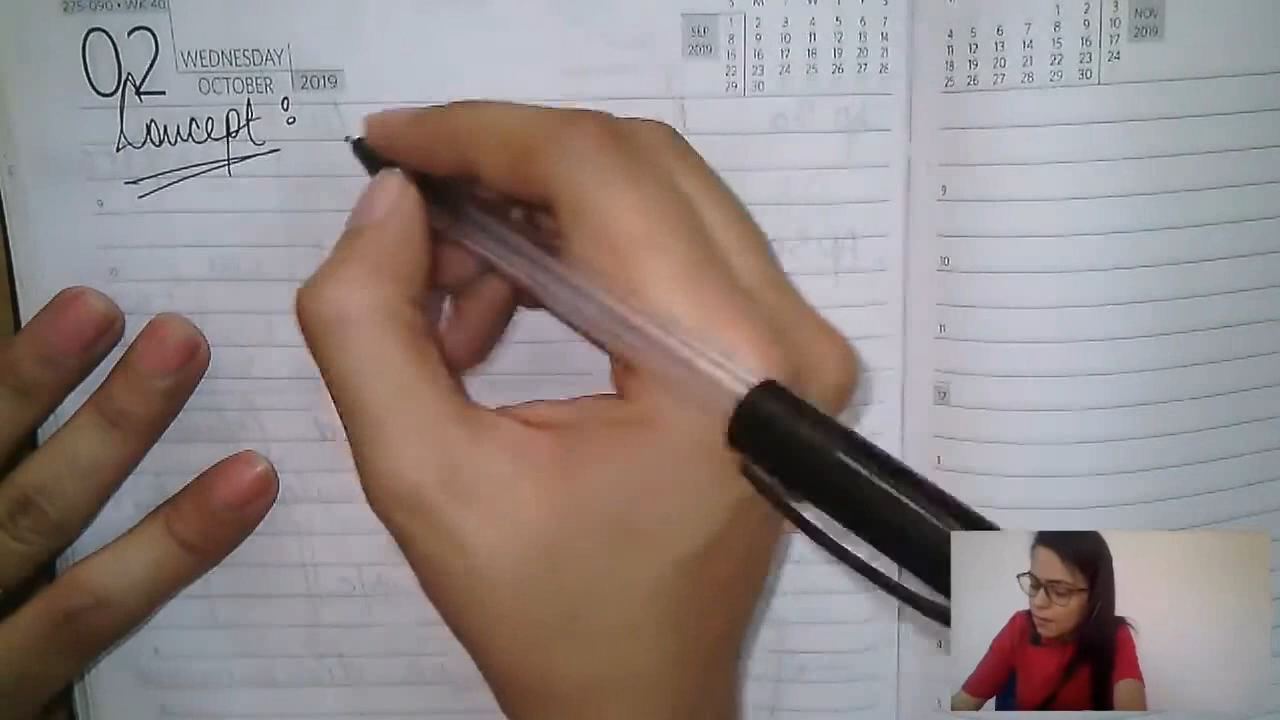 275-090 • WK 40
02
WEDNESDAY
OCTOBER 2019
Concept :
SEP 2019
1 2 3 4 5 6 7
8 9 10 11 12 13 14
15 16 17 18 19 20 21
22 23 24 25 26 27 28
29 30
NOV 2019
1 2 3
4 5 6 7 8 9 10
11 12 13 14 15 16 17
18 19 20 21 22 23 24
25 26 27 28 29 30
9
9
10
11
12
1
4